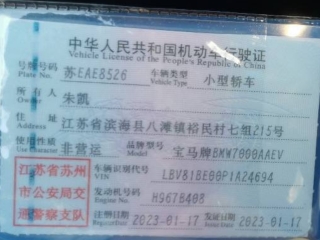 中华人民共和国机动车行驶证
Vehicle License of the People's Republic of China
号牌号码 苏EAE8526 车辆类型 小型轿车
Plate No. Vehicle Type
所有人 朱凯
Owner
住址 江苏省滨海县八滩镇裕民村七组215号
Address
使用性质 非营运 品牌型号 宝马牌BMW7000AAEV
江苏省苏州 车辆识别代号 LBV81BE00P1A24694
VIN
市公安局交 发动机号码 H967B408
Engine No.
通警察支队 注册日期 2023-01-17 发证日期 2023-01-17
Register Date Issue Date